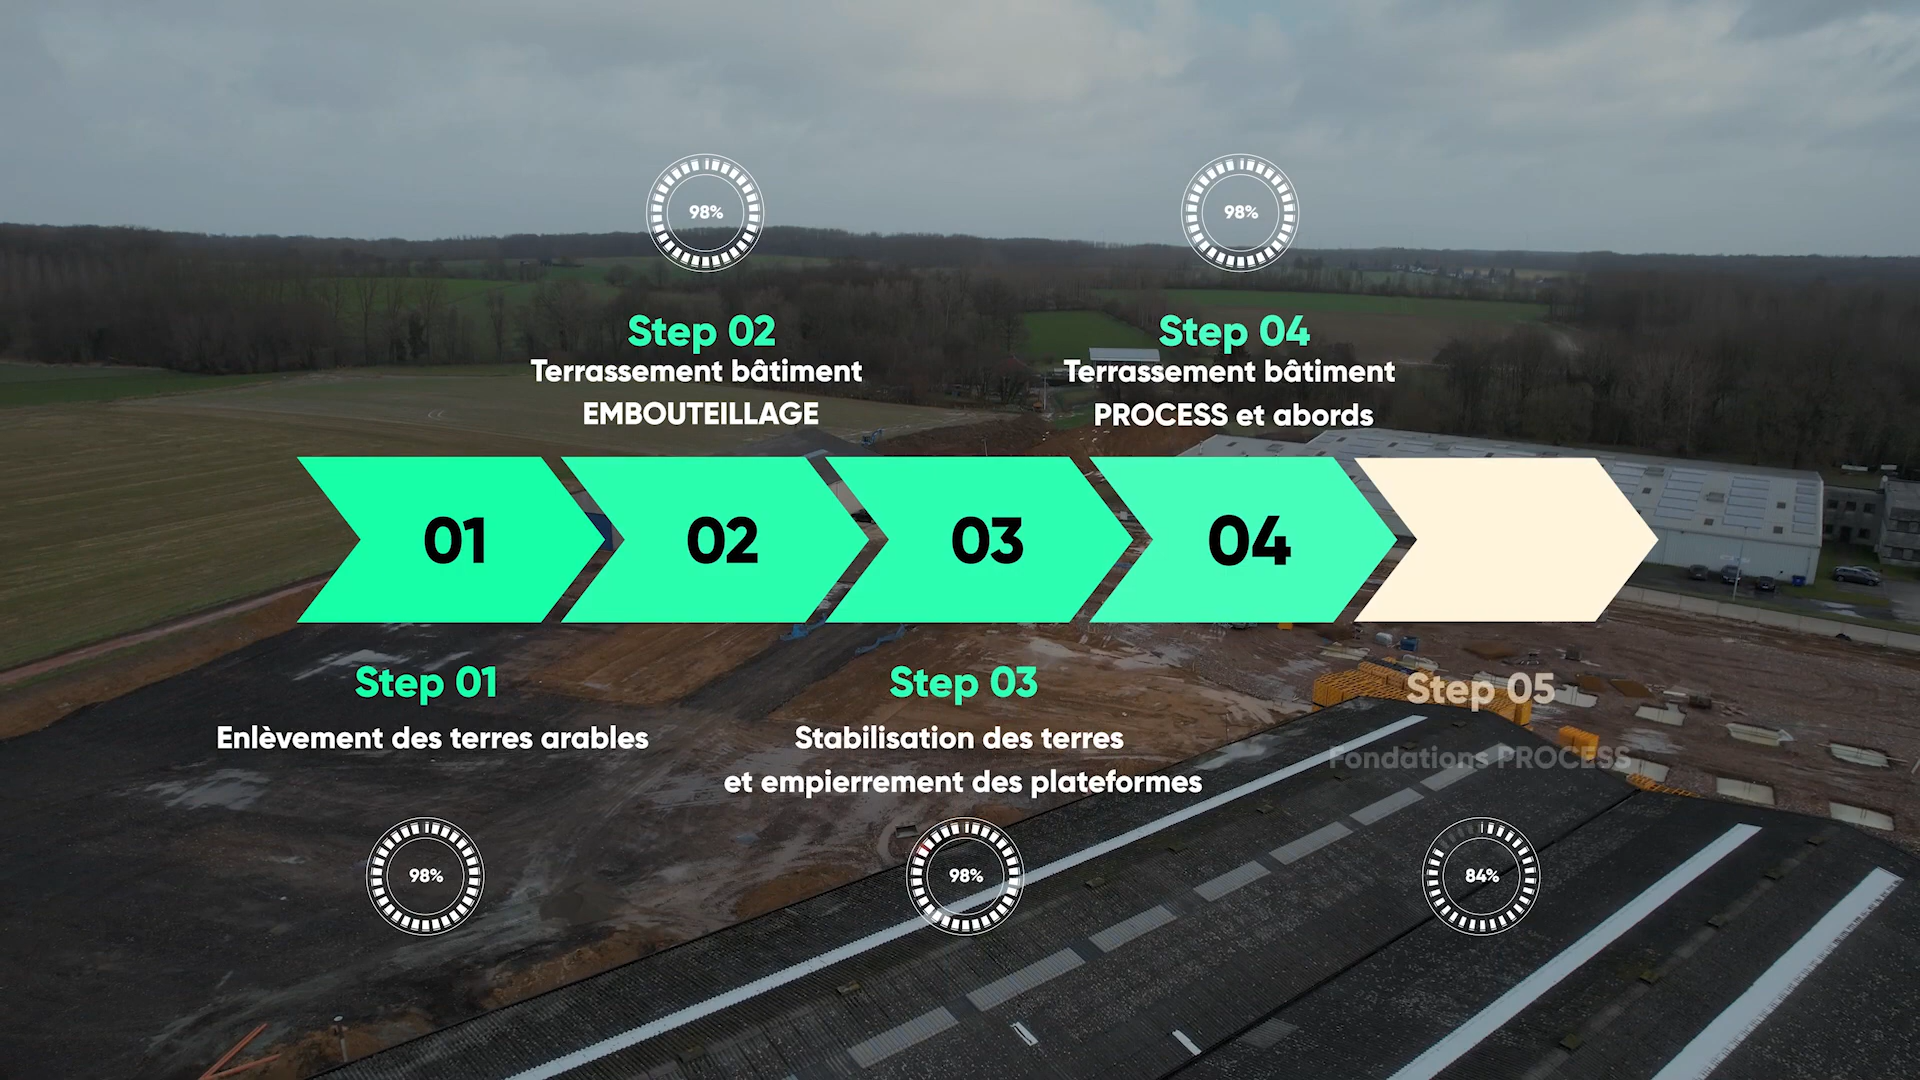 98%
Step 02
Terrassement bâtiment
EMBOUTEILLAGE
98%
Step 04
Terrassement bâtiment
PROCESS et abords
01
02
03
04
Step 01
Enlèvement des terres arables
98%
Step 03
Stabilisation des terres
et empierrement des plateformes
98%
Step 05
Fondations PROCESS
84%